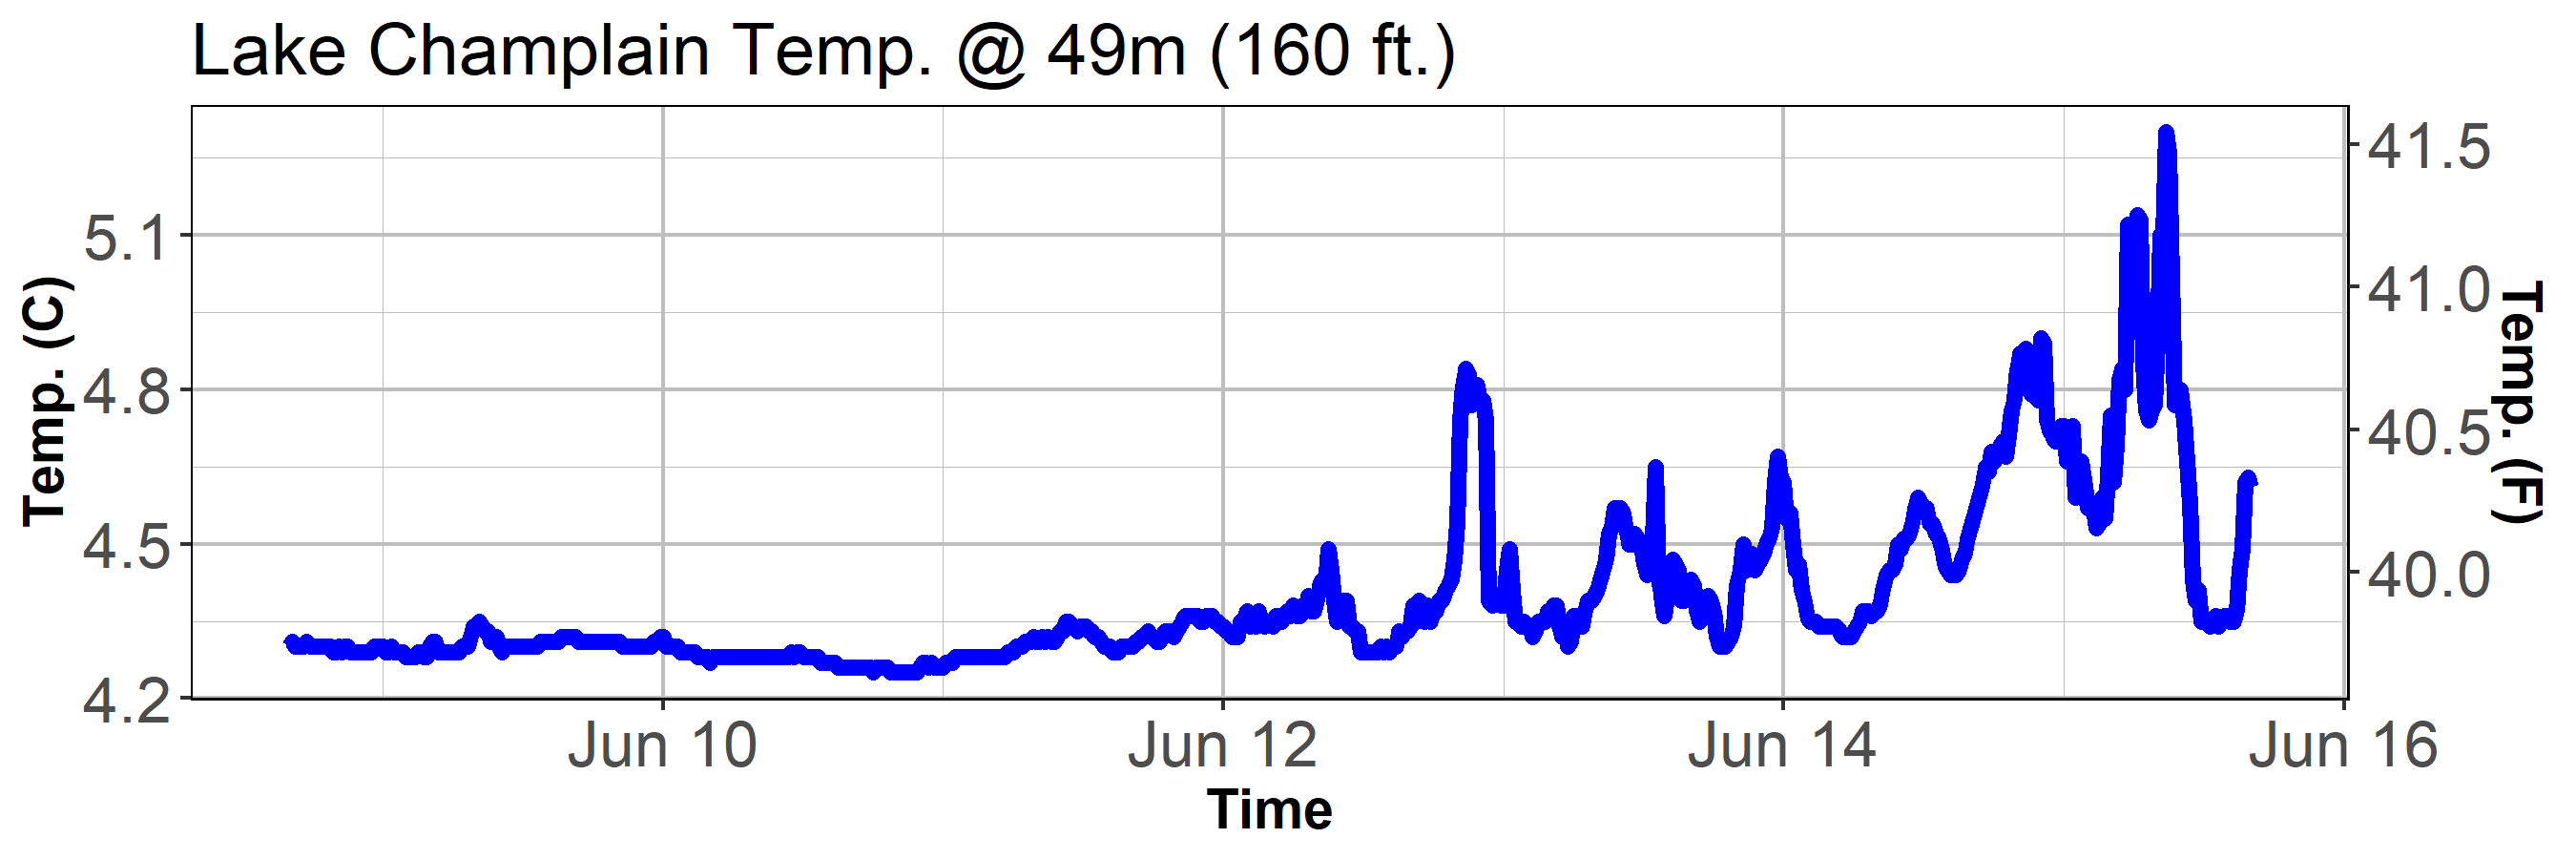 Lake Champlain Temp. @ 49m (160 ft.)
Temp. (C)
5.1
4.8
4.5
4.2
41.5
41.0
40.5
40.0
Temp. (F)
Jun 10 Jun 12 Jun 14 Jun 16
Time